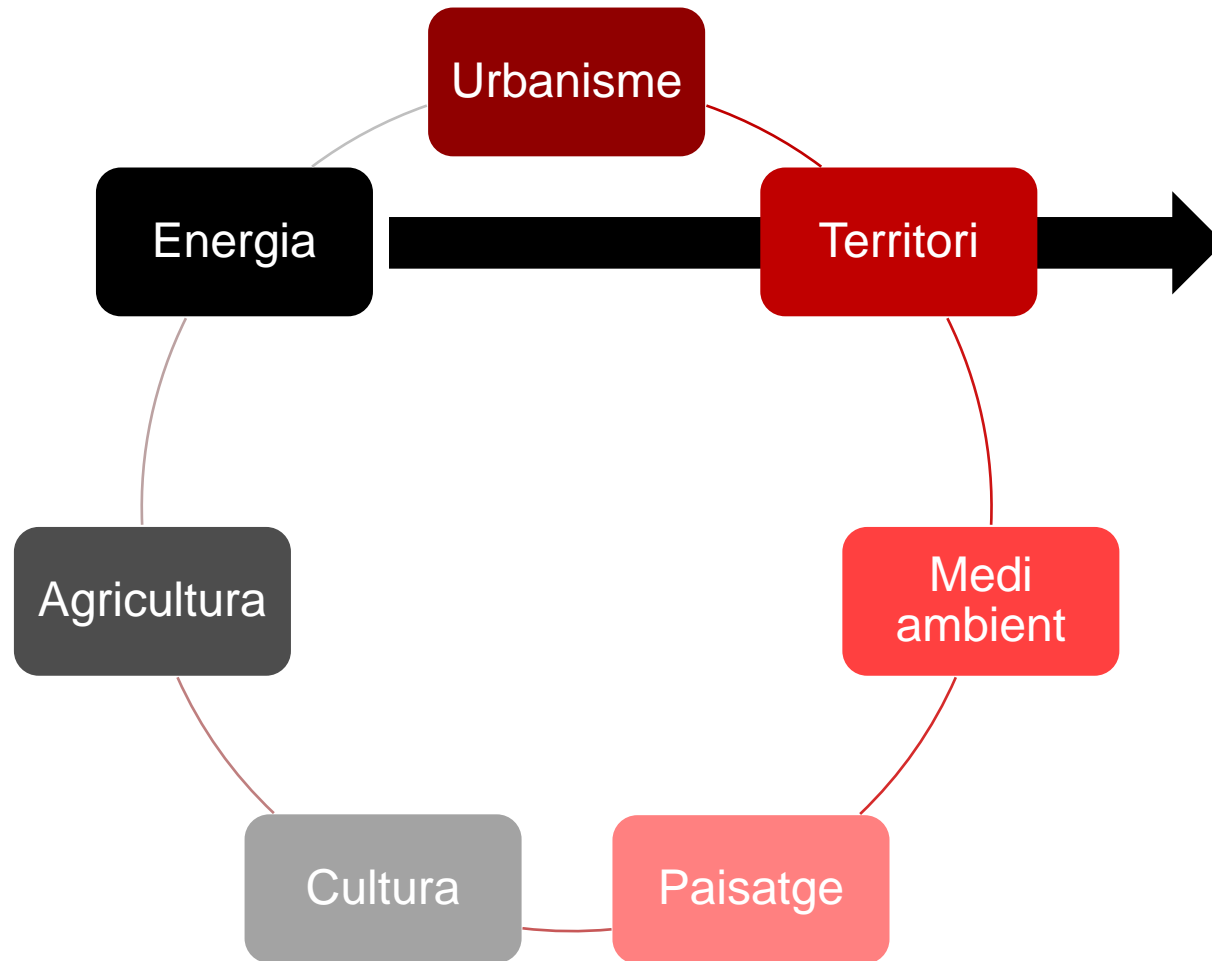 Urbanisme
Energia
Territori
Agricultura
Medi
ambient
Cultura
Paisatge